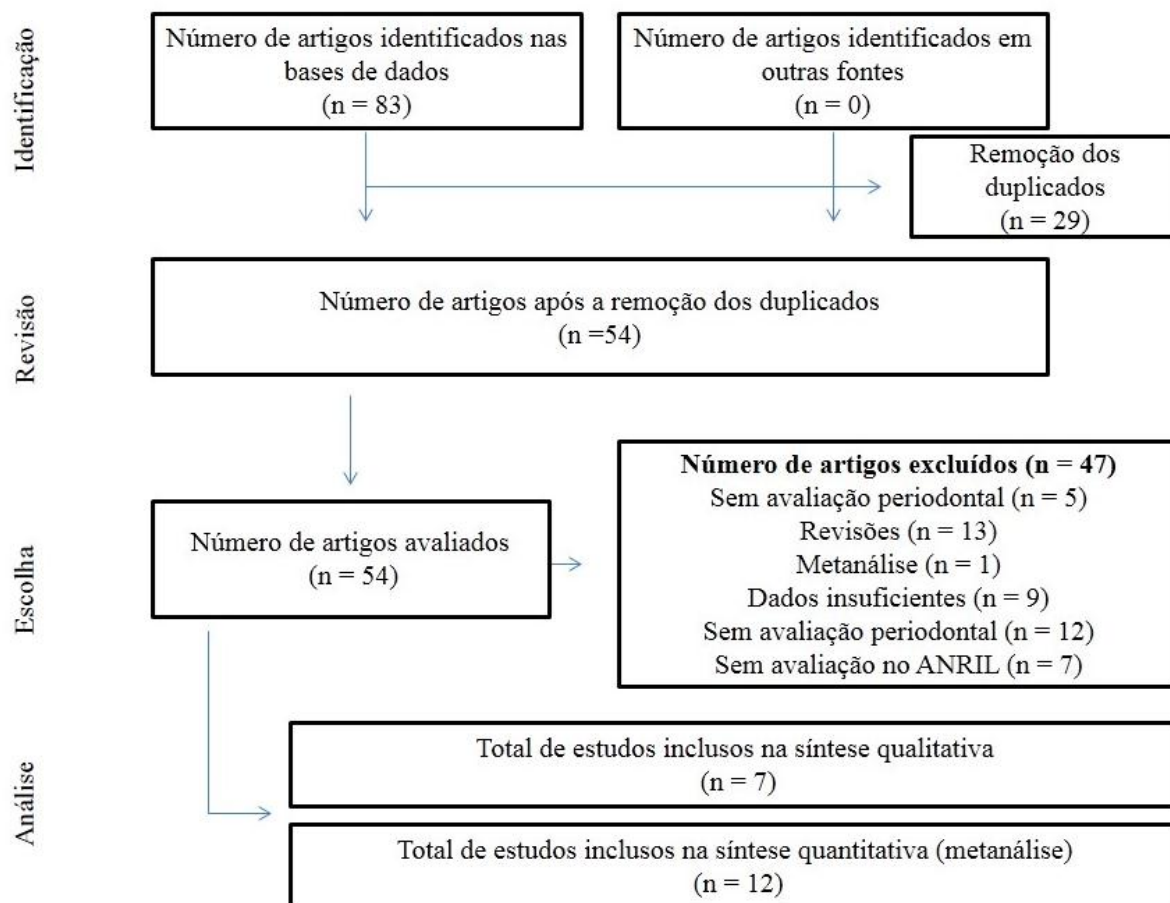 Identificação
Número de artigos identificados nas
bases de dados
(n = 83)
Número de artigos identificados em
outras fontes
(n = 0)
Remoção dos
duplicados
(n = 29)
Revisão
Número de artigos após a remoção dos duplicados
(n =54)
Escolha
Número de artigos avaliados
(n = 54)
Número de artigos excluídos (n = 47)
Sem avaliação periodontal (n = 5)
Revisões (n = 13)
Metanálise (n = 1)
Dados insuficientes (n = 9)
Sem avaliação periodontal (n = 12)
Sem avaliação no ANRIL (n = 7)
Análise
Total de estudos inclusos na síntese qualitativa
(n = 7)
Total de estudos inclusos na síntese quantitativa (metanálise)
(n = 12)